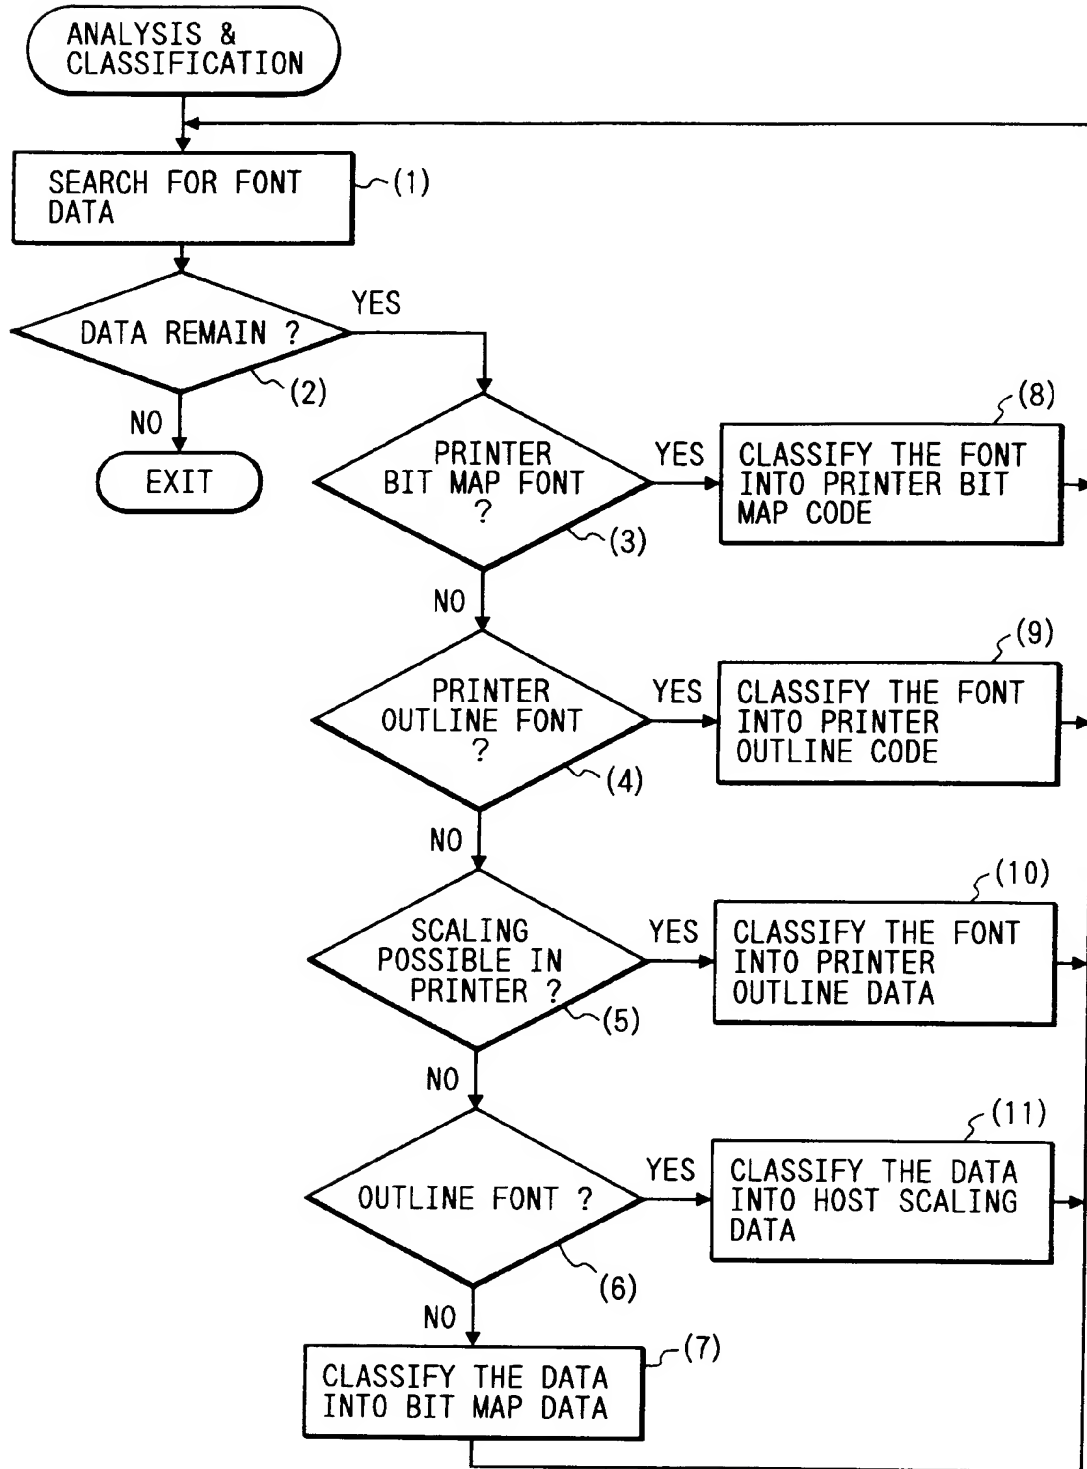 ANALYSIS &
CLASSIFICATION
SEARCH FOR FONT
DATA
(1)
DATA REMAIN ?
YES
(2)
NO
EXIT
PRINTER
BIT MAP FONT
?
(3)
YES
CLASSIFY THE FONT
INTO PRINTER BIT
MAP CODE
(8)
NO
PRINTER
OUTLINE FONT
?
(4)
YES
CLASSIFY THE FONT
INTO PRINTER
OUTLINE CODE
(9)
NO
SCALING
POSSIBLE IN
PRINTER ?
(5)
YES
CLASSIFY THE FONT
INTO PRINTER
OUTLINE DATA
(10)
NO
OUTLINE FONT ?
(6)
YES
CLASSIFY THE DATA
INTO HOST SCALING
DATA
(11)
NO
CLASSIFY THE DATA
INTO BIT MAP DATA
(7)